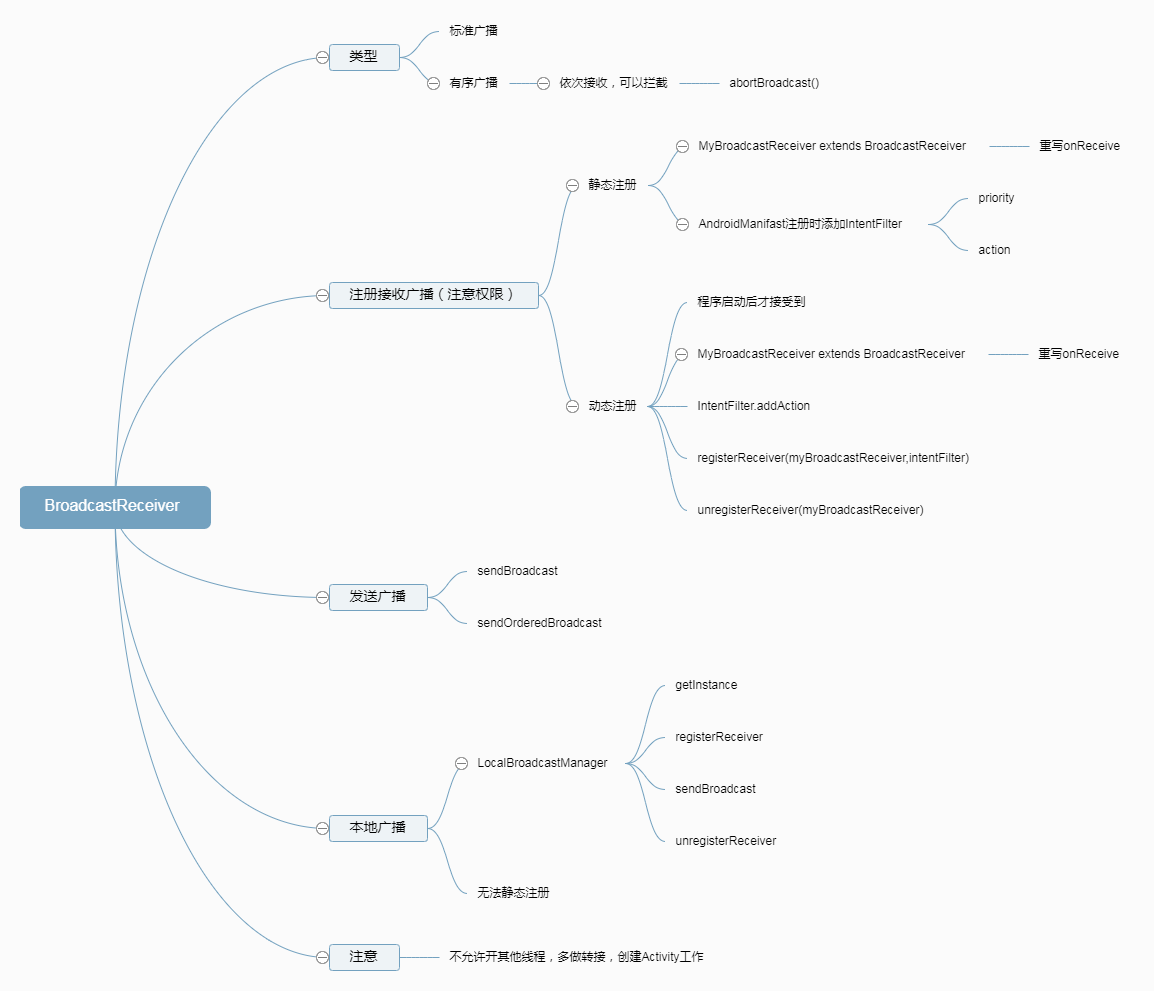 BroadcastReceiver
类型
标准广播
有序广播
依次接收，可以拦截
abortBroadcast()
注册接收广播（注意权限）
静态注册
MyBroadcastReceiver extends BroadcastReceiver
重写onReceive
AndroidManifast注册时添加IntentFilter
priority
action
动态注册
程序启动后才接受到
MyBroadcastReceiver extends BroadcastReceiver
重写onReceive
IntentFilter.addAction
registerReceiver(myBroadcastReceiver,intentFilter)
unregisterReceiver(myBroadcastReceiver)
发送广播
sendBroadcast
sendOrderedBroadcast
本地广播
LocalBroadcastManager
getInstance
registerReceiver
sendBroadcast
unregisterReceiver
无法静态注册
注意
不允许开其他线程，多做转接，创建Activity工作